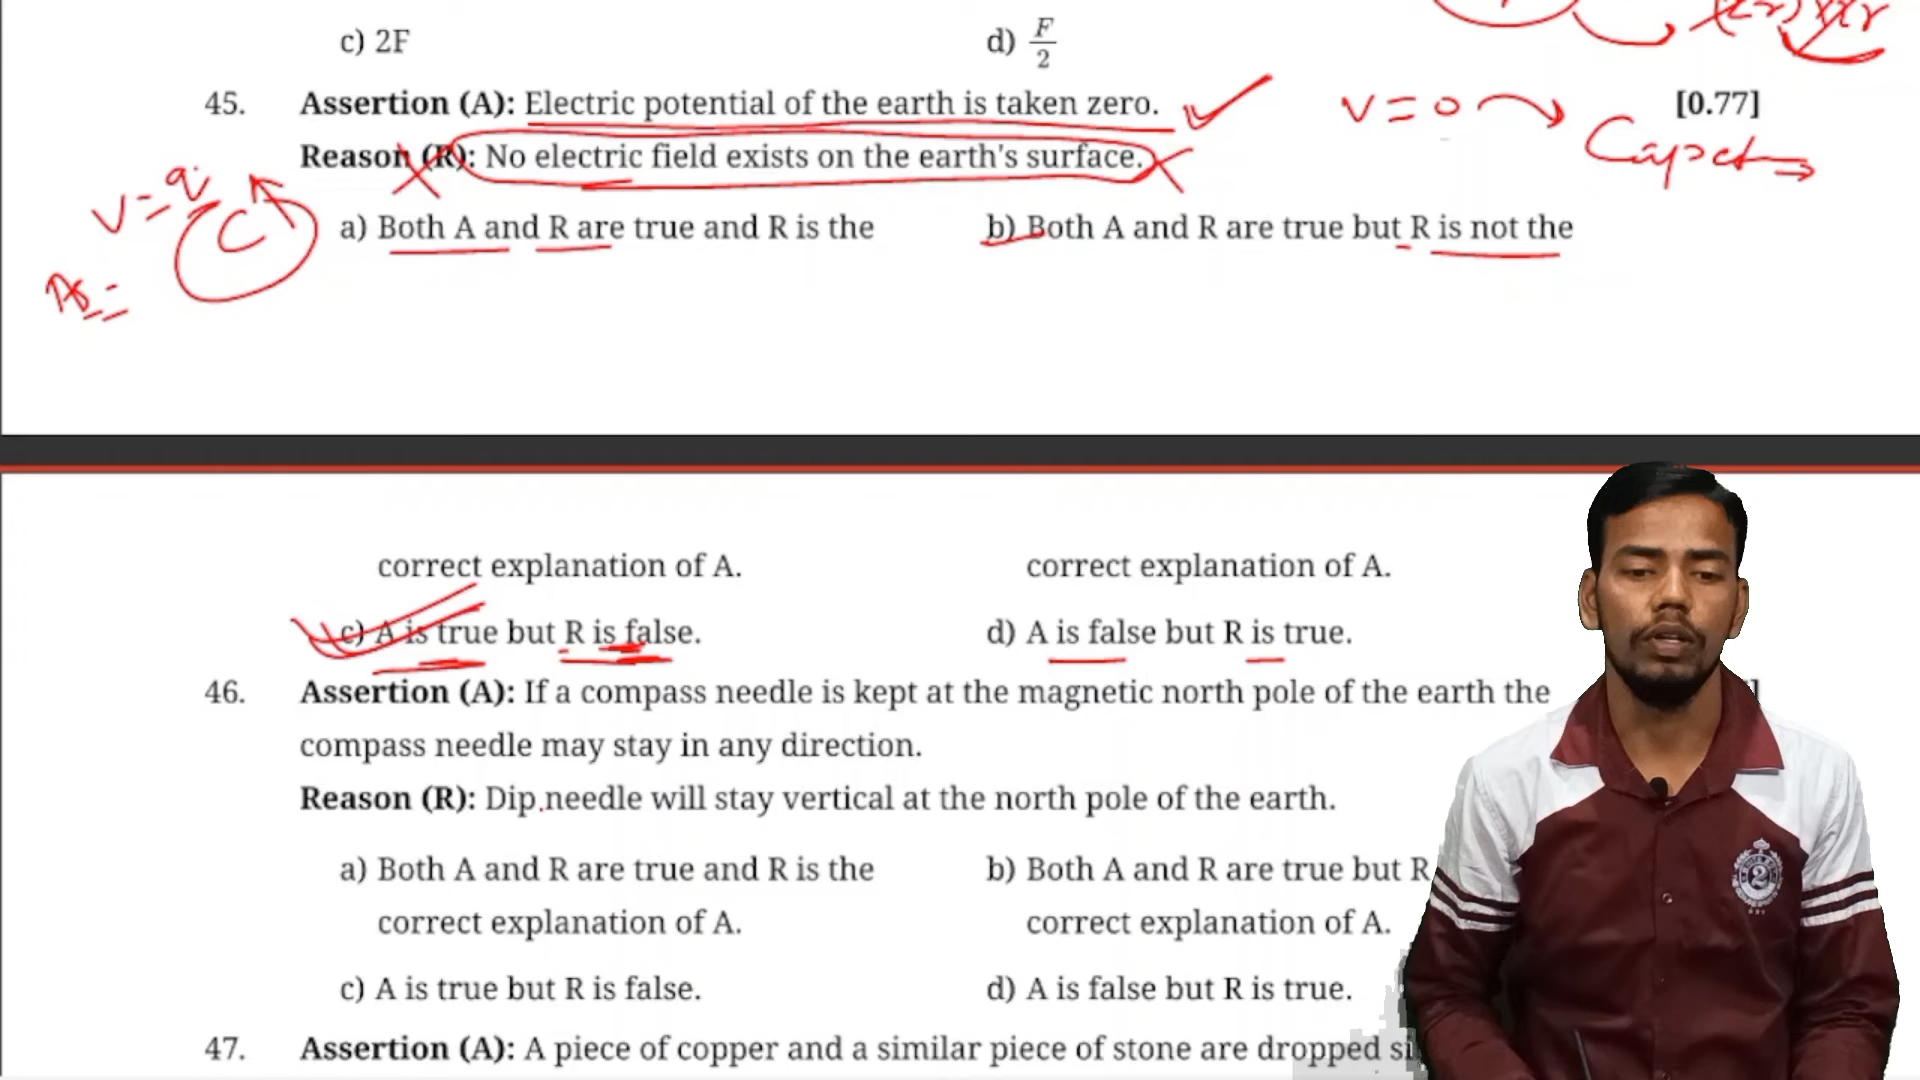 c) 2F
d) F/2
45. Assertion (A): Electric potential of the earth is taken zero. V=0 [0.77]
Reason (R): No electric field exists on the earth's surface.
V=q
C
a) Both A and R are true and R is the
b) Both A and R are true but R is not the
correct explanation of A.
correct explanation of A.
c) A is true but R is false.
d) A is false but R is true.
46. Assertion (A): If a compass needle is kept at the magnetic north pole of the earth the
compass needle may stay in any direction.
Reason (R): Dip needle will stay vertical at the north pole of the earth.
a) Both A and R are true and R is the
b) Both A and R are true but R
correct explanation of A.
correct explanation of A.
c) A is true but R is false.
d) A is false but R is true.
47. Assertion (A): A piece of copper and a similar piece of stone are dropped si
2